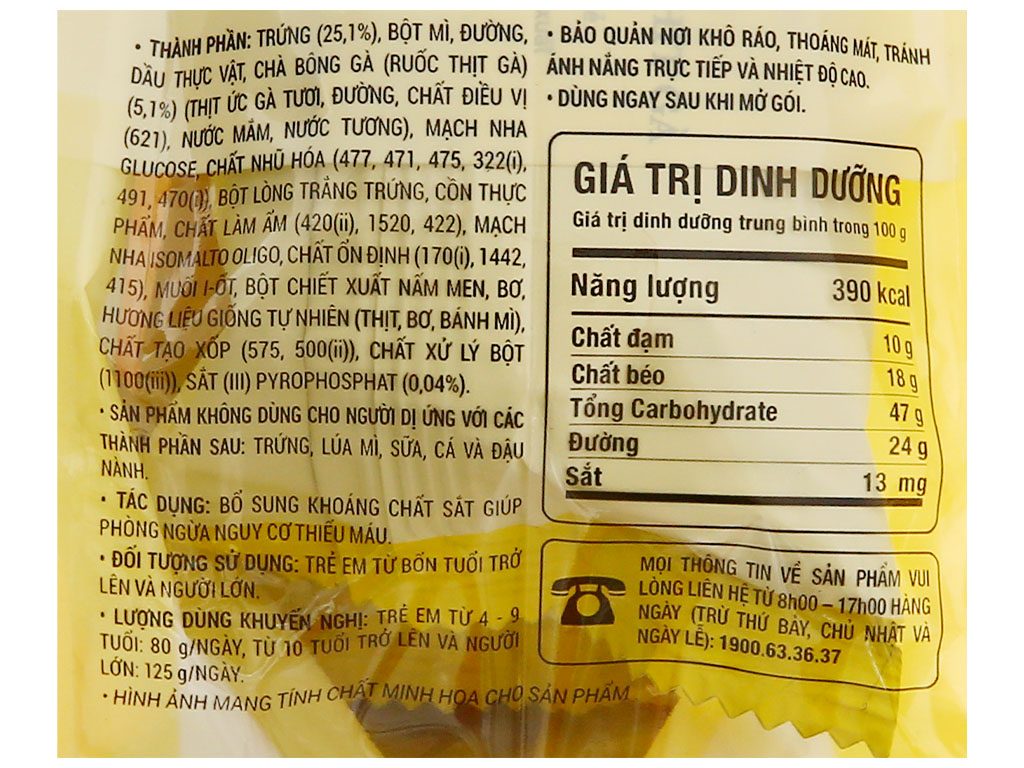 • THÀNH PHẦN: TRỨNG (25,1%), BỘT MÌ, ĐƯỜNG,
DẦU THỰC VẬT, CHÀ BÔNG GÀ (RUỐC THỊT GÀ)
(5,1%) (THỊT ỨC GÀ TƯƠI, ĐƯỜNG, CHẤT ĐIỀU VỊ
(621), NƯỚC MẮM, NƯỚC TƯƠNG), MẠCH NHA
GLUCOSE, CHẤT NHŨ HÓA (477, 471, 475, 322(i),
491, 470(i)), BỘT LÒNG TRẮNG TRỨNG, CỒN THỰC
PHẨM, CHẤT LÀM ẨM (420(ii), 1520, 422), MẠCH
NHA ISOMALTO OLIGO, CHẤT ỔN ĐỊNH (170(i), 1442,
415), MUỐI I-ỐT, BỘT CHIẾT XUẤT NẤM MEN, BƠ,
HƯƠNG LIỆU GIỐNG TỰ NHIÊN (THỊT, BƠ, BÁNH MÌ),
CHẤT TẠO XỐP (575, 500(ii)), CHẤT XỬ LÝ BỘT
(1100(iii)), SẮT (III) PYROPHOSPHAT (0,04%).
• SẢN PHẨM KHÔNG DÙNG CHO NGƯỜI DỊ ỨNG VỚI CÁC
THÀNH PHẦN SAU: TRỨNG, LÚA MÌ, SỮA, CÁ VÀ ĐẬU
NÀNH.
• TÁC DỤNG: BỔ SUNG KHOÁNG CHẤT SẮT GIÚP
PHÒNG NGỪA NGUY CƠ THIẾU MÁU.
• ĐỐI TƯỢNG SỬ DỤNG: TRẺ EM TỪ BỐN TUỔI TRỞ
LÊN VÀ NGƯỜI LỚN.
• LƯỢNG DÙNG KHUYẾN NGHỊ: TRẺ EM TỪ 4 - 9
TUỔI: 80 g/NGÀY, TỪ 10 TUỔI TRỞ LÊN VÀ NGƯỜI
LỚN: 125 g/NGÀY.
• HÌNH ẢNH MANG TÍNH CHẤT MINH HỌA CHO SẢN PHẨM
• BẢO QUẢN NƠI KHÔ RÁO, THOÁNG MÁT, TRÁNH
ÁNH NẮNG TRỰC TIẾP VÀ NHIỆT ĐỘ CAO.
• DÙNG NGAY SAU KHI MỞ GÓI.
GIÁ TRỊ DINH DƯỠNG
Giá trị dinh dưỡng trung bình trong 100 g
Năng lượng 390 kcal
Chất đạm 10 g
Chất béo 18 g
Tổng Carbohydrate 47 g
Đường 24 g
Sắt 13 mg
MỌI THÔNG TIN VỀ SẢN PHẨM VUI
LÒNG LIÊN HỆ TỪ 8h00 – 17h00 HÀNG
NGÀY (TRỪ THỨ BẢY, CHỦ NHẬT VÀ
NGÀY LỄ): 1900.63.36.37